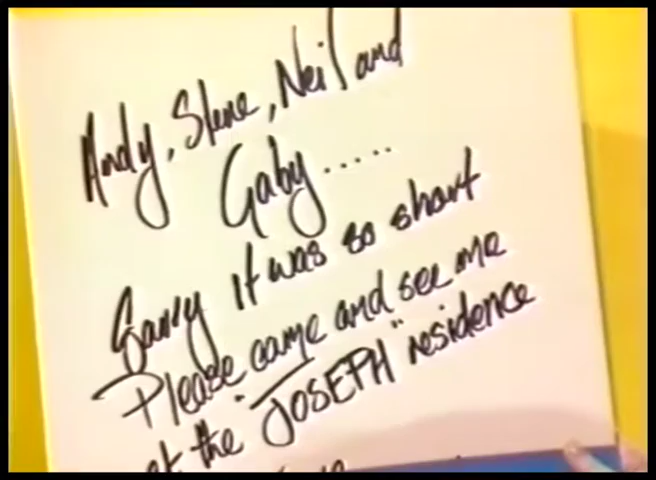 Andy, Steve, Neil and
Gaby.....
Sorry it was so short
Please come and see me
at the "JOSEPH" residence